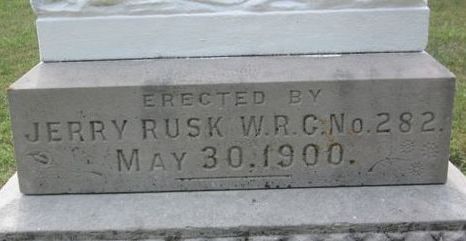 ERECTED BY
JERRY RUSK W.R.C. No. 282.
MAY 30, 1900.